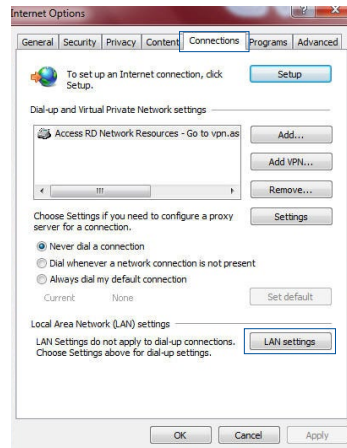 Internet Options
General Security Privacy Content Connections Programs Advanced
To set up an Internet connection, click
Setup.
Setup
Dial-up and Virtual Private Network settings
Access RD Network Resources - Go to vpn.as
Add...
Add VPN...
Remove...
Choose Settings if you need to configure a proxy
server for a connection.
Settings
Never dial a connection
Dial whenever a network connection is not present
Always dial my default connection
Current None
Set default
Local Area Network (LAN) settings
LAN Settings do not apply to dial-up connections.
Choose Settings above for dial-up settings.
LAN settings
OK Cancel Apply